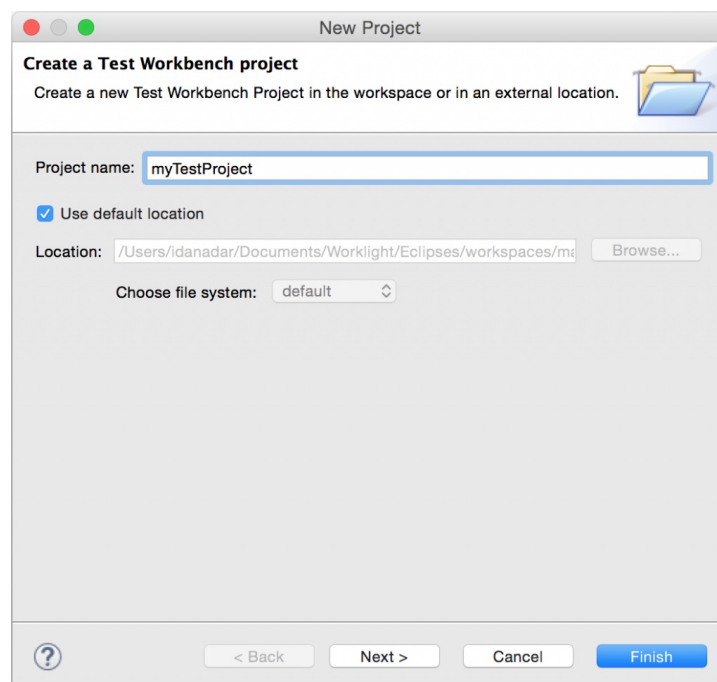 New Project
Create a Test Workbench project
Create a new Test Workbench Project in the workspace or in an external location.
Project name: myTestProject
Use default location
Location: /Users/idanadar/Documents/Worklight/Eclipses/workspaces/ma Browse...
Choose file system: default
? < Back Next > Cancel Finish